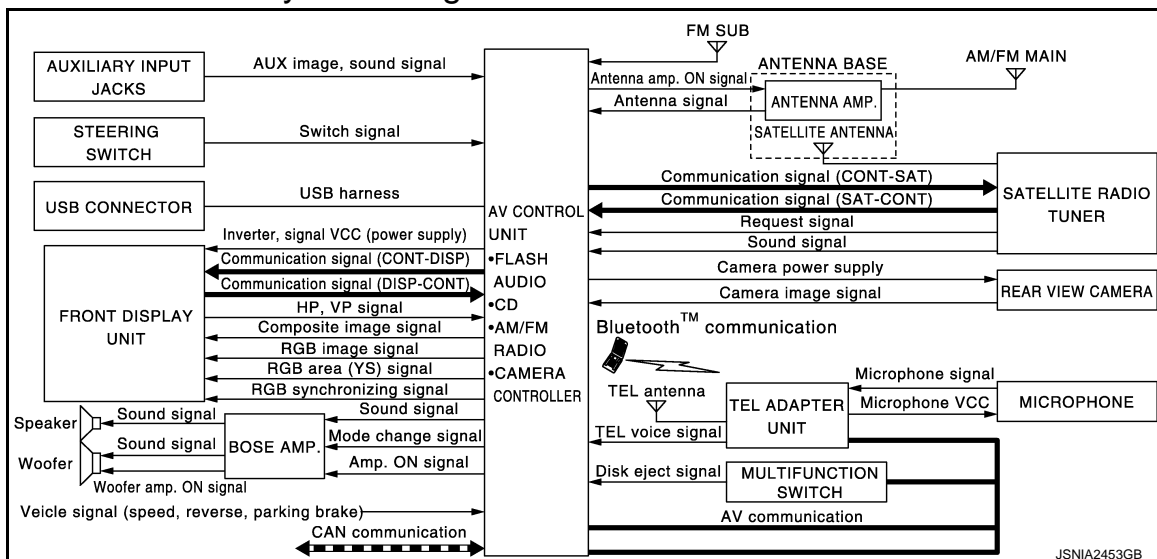 FM SUB
AUXILIARY INPUT
JACKS
AUX image, sound signal
Antenna amp. ON signal
ANTENNA BASE
AM/FM MAIN
ANTENNA AMP.
Antenna signal
STEERING
SWITCH
Switch signal
SATELLITE ANTENNA
USB CONNECTOR
USB harness
Communication signal (CONT-SAT)
Communication signal (SAT-CONT)
Request signal
Sound signal
SATELLITE RADIO
TUNER
AV CONTROL
UNIT
•FLASH
AUDIO
•CD
•AM/FM
RADIO
•CAMERA
CONTROLLER
FRONT DISPLAY
UNIT
Inverter, signal VCC (power supply)
Communication signal (CONT-DISP)
Communication signal (DISP-CONT)
HP, VP signal
Composite image signal
RGB image signal
RGB area (YS) signal
RGB synchronizing signal
Camera power supply
Camera image signal
REAR VIEW CAMERA
Bluetooth™ communication
TEL antenna
TEL ADAPTER
UNIT
Microphone signal
Microphone VCC
MICROPHONE
TEL voice signal
Speaker
Sound signal
Woofer
Sound signal
Woofer amp. ON signal
BOSE AMP.
Sound signal
Mode change signal
Amp. ON signal
Disk eject signal
MULTIFUNCTION
SWITCH
AV communication
Veicle signal (speed, reverse, parking brake)
CAN communication
JSNIA2453GB